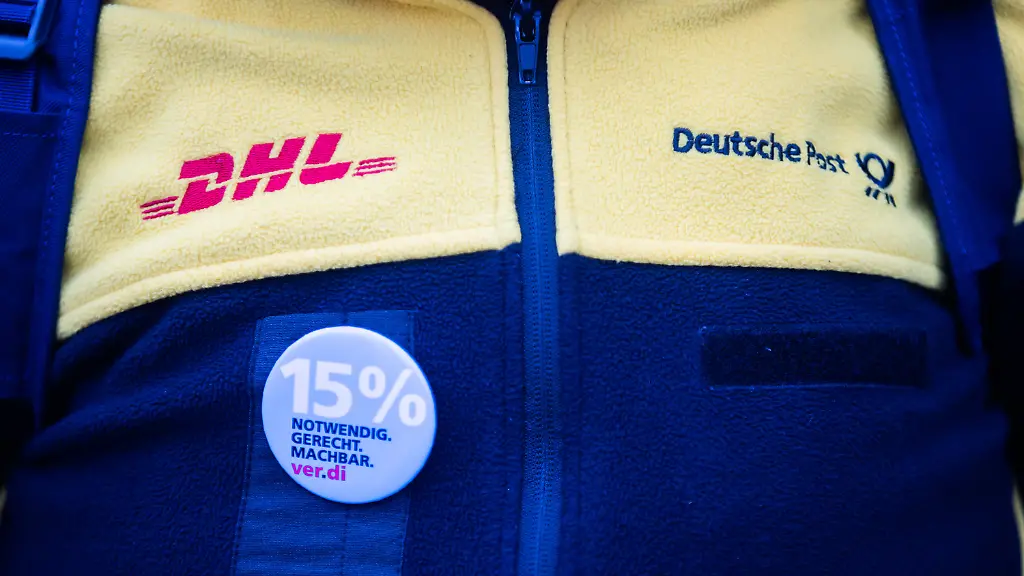 DHL
Deutsche Post
15%
NOTWENDIG.
GERECHT.
MACHBAR.
ver.di